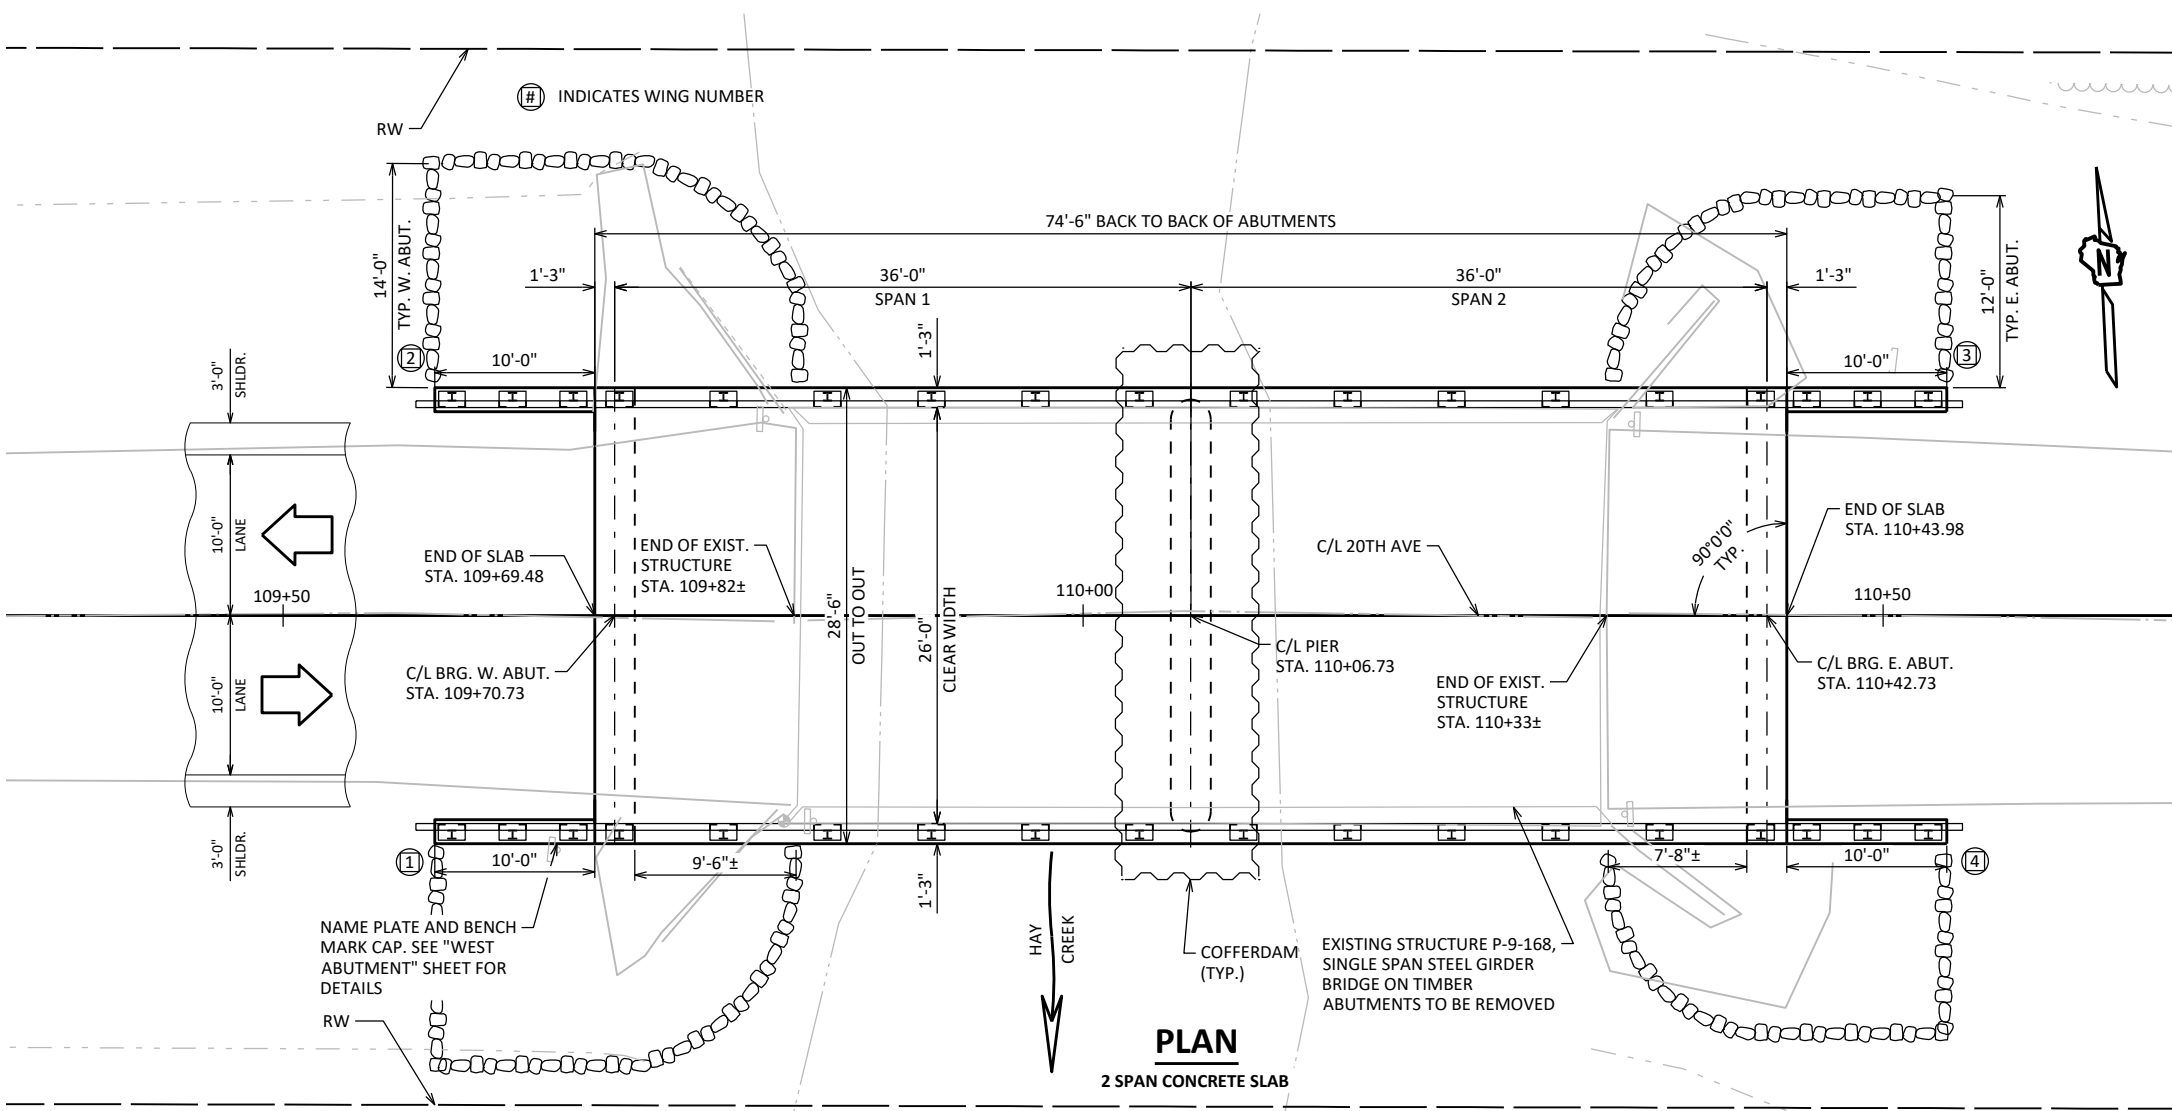 # INDICATES WING NUMBER
RW
74'-6" BACK TO BACK OF ABUTMENTS
14'-0"
TYP. W. ABUT.
1'-3"
36'-0"
SPAN 1
36'-0"
SPAN 2
1'-3"
12'-0"
TYP. E. ABUT.
N
2
10'-0"
1'-3"
10'-0"
3
3'-0"
SHLDR.
10'-0"
LANE
END OF SLAB
STA. 109+69.48
END OF EXIST.
STRUCTURE
STA. 109+82±
28'-6"
OUT TO OUT
26'-0"
CLEAR WIDTH
C/L 20TH AVE
90°0'0"
TYP.
END OF SLAB
STA. 110+43.98
109+50
110+00
110+50
10'-0"
LANE
C/L BRG. W. ABUT.
STA. 109+70.73
C/L PIER
STA. 110+06.73
END OF EXIST.
STRUCTURE
STA. 110+33±
C/L BRG. E. ABUT.
STA. 110+42.73
3'-0"
SHLDR.
1
10'-0"
9'-6"±
1'-3"
7'-8"±
10'-0"
4
NAME PLATE AND BENCH
MARK CAP. SEE "WEST
ABUTMENT" SHEET FOR
DETAILS
RW
HAY
CREEK
COFFERDAM
(TYP.)
EXISTING STRUCTURE P-9-168,
SINGLE SPAN STEEL GIRDER
BRIDGE ON TIMBER
ABUTMENTS TO BE REMOVED
PLAN
2 SPAN CONCRETE SLAB